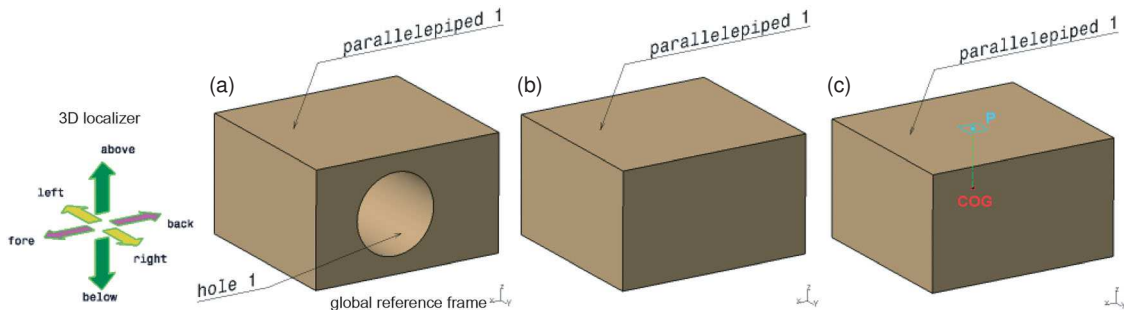 parallelepiped 1
(a)
3D localizer
above
left
fore
back
right
below
hole 1
global reference frame
z
x
y
parallelepiped 1
(b)
z
x
y
parallelepiped 1
(c)
P
COG
z
x
y